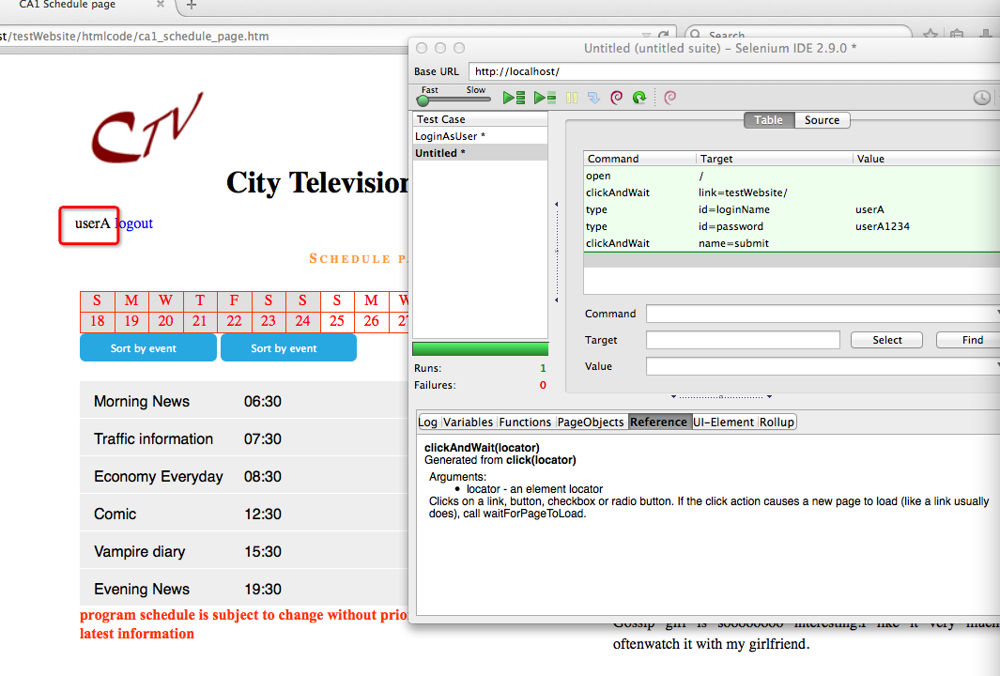 CA1 Schedule page
st/testWebsite/htmlcode/ca1_schedule_page.htm
Search
CTV
City Television
userA logout
SCHEDULE PA
S M W T F S S S M W
18 19 20 21 22 23 24 25 26 27
Sort by event Sort by event
Morning News 06:30
Traffic information 07:30
Economy Everyday 08:30
Comic 12:30
Vampire diary 15:30
Evening News 19:30
program schedule is subject to change without prior
latest information
Untitled (untitled suite) – Selenium IDE 2.9.0 *
Base URL http://localhost/
Fast Slow
Test Case
LoginAsUser *
Untitled *
Runs: 1
Failures: 0
Table Source
Command Target Value
open /
clickAndWait link=testWebsite/
type id=loginName userA
type id=password userA1234
clickAndWait name=submit
Command
Target Select Find
Value
Log Variables Functions PageObjects Reference UI-Element Rollup
clickAndWait(locator)
Generated from click(locator)
Arguments:
• locator - an element locator
Clicks on a link, button, checkbox or radio button. If the click action causes a new page to load (like a link usually
does), call waitForPageToLoad.
Gossip girl is soooooooo interesting.I like it very much
oftenwatch it with my girlfriend.